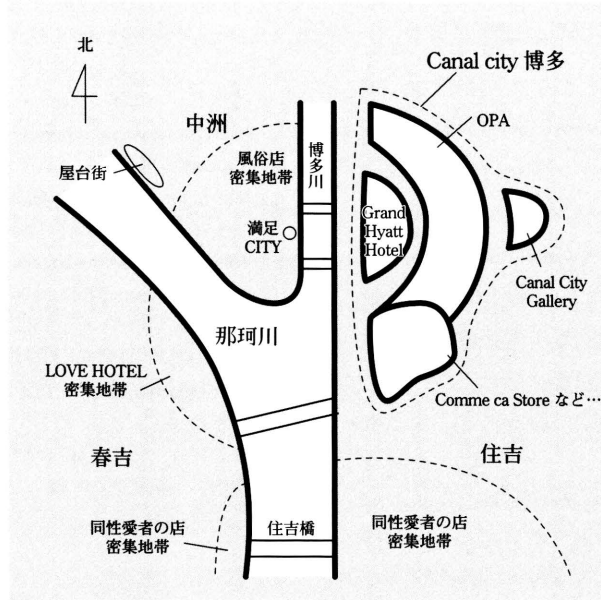 北
Canal city 博多
OPA
中洲
屋台街
風俗店
密集地帯
博多川
満足
CITY
Grand
Hyatt
Hotel
Canal City
Gallery
那珂川
LOVE HOTEL
密集地帯
Comme ca Store など…
春吉
住吉
同性愛者の店
密集地帯
住吉橋
同性愛者の店
密集地帯